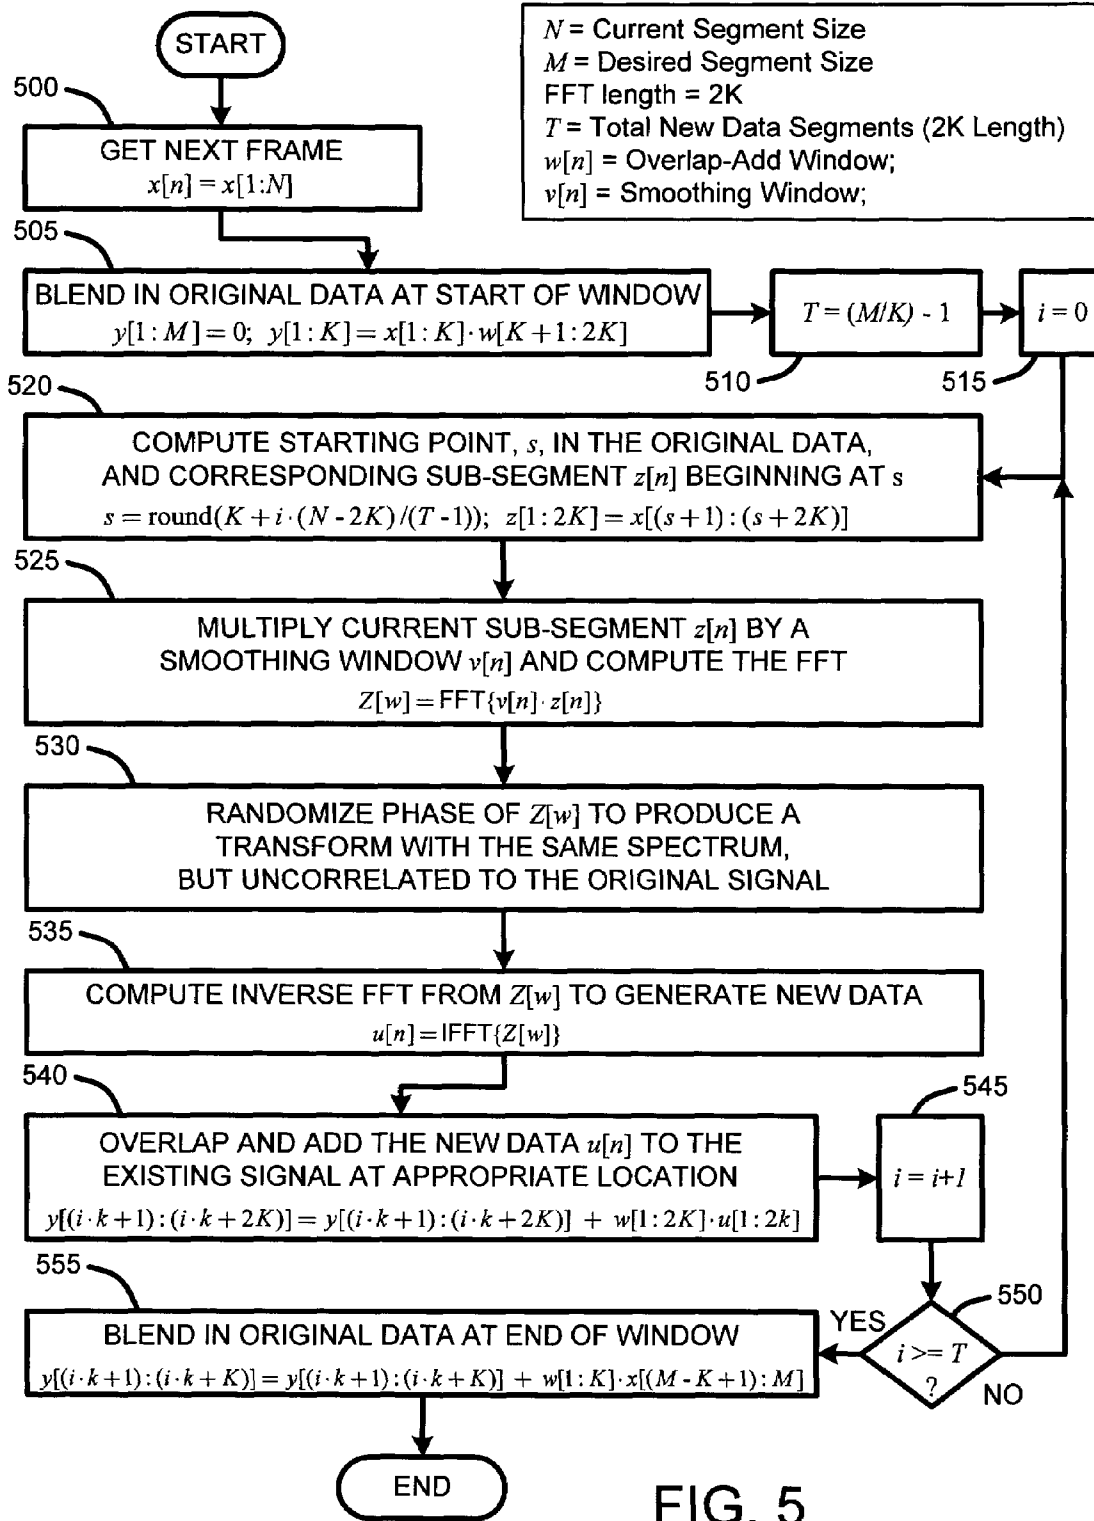 START
N = Current Segment Size
M = Desired Segment Size
FFT length = 2K
T = Total New Data Segments (2K Length)
w[n] = Overlap-Add Window;
v[n] = Smoothing Window;
500
GET NEXT FRAME
x[n] = x[1:N]
505
BLEND IN ORIGINAL DATA AT START OF WINDOW
y[1:M] = 0; y[1:K] = x[1:K]·w[K+1:2K]
T = (M/K) - 1
510
i = 0
515
520
COMPUTE STARTING POINT, s, IN THE ORIGINAL DATA,
AND CORRESPONDING SUB-SEGMENT z[n] BEGINNING AT s
s = round(K + i·(N - 2K)/(T - 1)); z[1:2K] = x[(s+1):(s+2K)]
525
MULTIPLY CURRENT SUB-SEGMENT z[n] BY A
SMOOTHING WINDOW v[n] AND COMPUTE THE FFT
Z[w] = FFT{v[n]·z[n]}
530
RANDOMIZE PHASE OF Z[w] TO PRODUCE A
TRANSFORM WITH THE SAME SPECTRUM,
BUT UNCORRELATED TO THE ORIGINAL SIGNAL
535
COMPUTE INVERSE FFT FROM Z[w] TO GENERATE NEW DATA
u[n] = IFFT{Z[w]}
540
OVERLAP AND ADD THE NEW DATA u[n] TO THE
EXISTING SIGNAL AT APPROPRIATE LOCATION
y[(i·k+1):(i·k+2K)] = y[(i·k+1):(i·k+2K)] + w[1:2K]·u[1:2k]
545
i = i+1
550
i >= T
?
YES
NO
555
BLEND IN ORIGINAL DATA AT END OF WINDOW
y[(i·k+1):(i·k+K)] = y[(i·k+1):(i·k+K)] + w[1:K]·x[(M-K+1):M]
END
FIG. 5